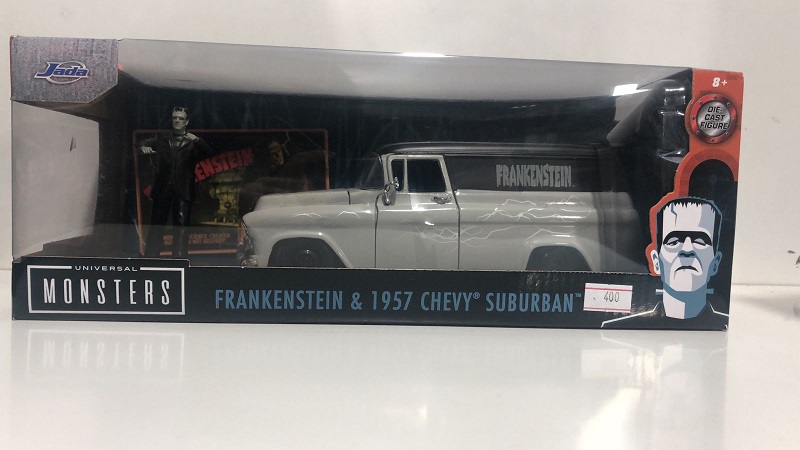 Jada
8+
DIE-
CAST
FIGURE
FRANKENSTEIN
UNIVERSAL
MONSTERS
FRANKENSTEIN & 1957 CHEVY® SUBURBAN™
400